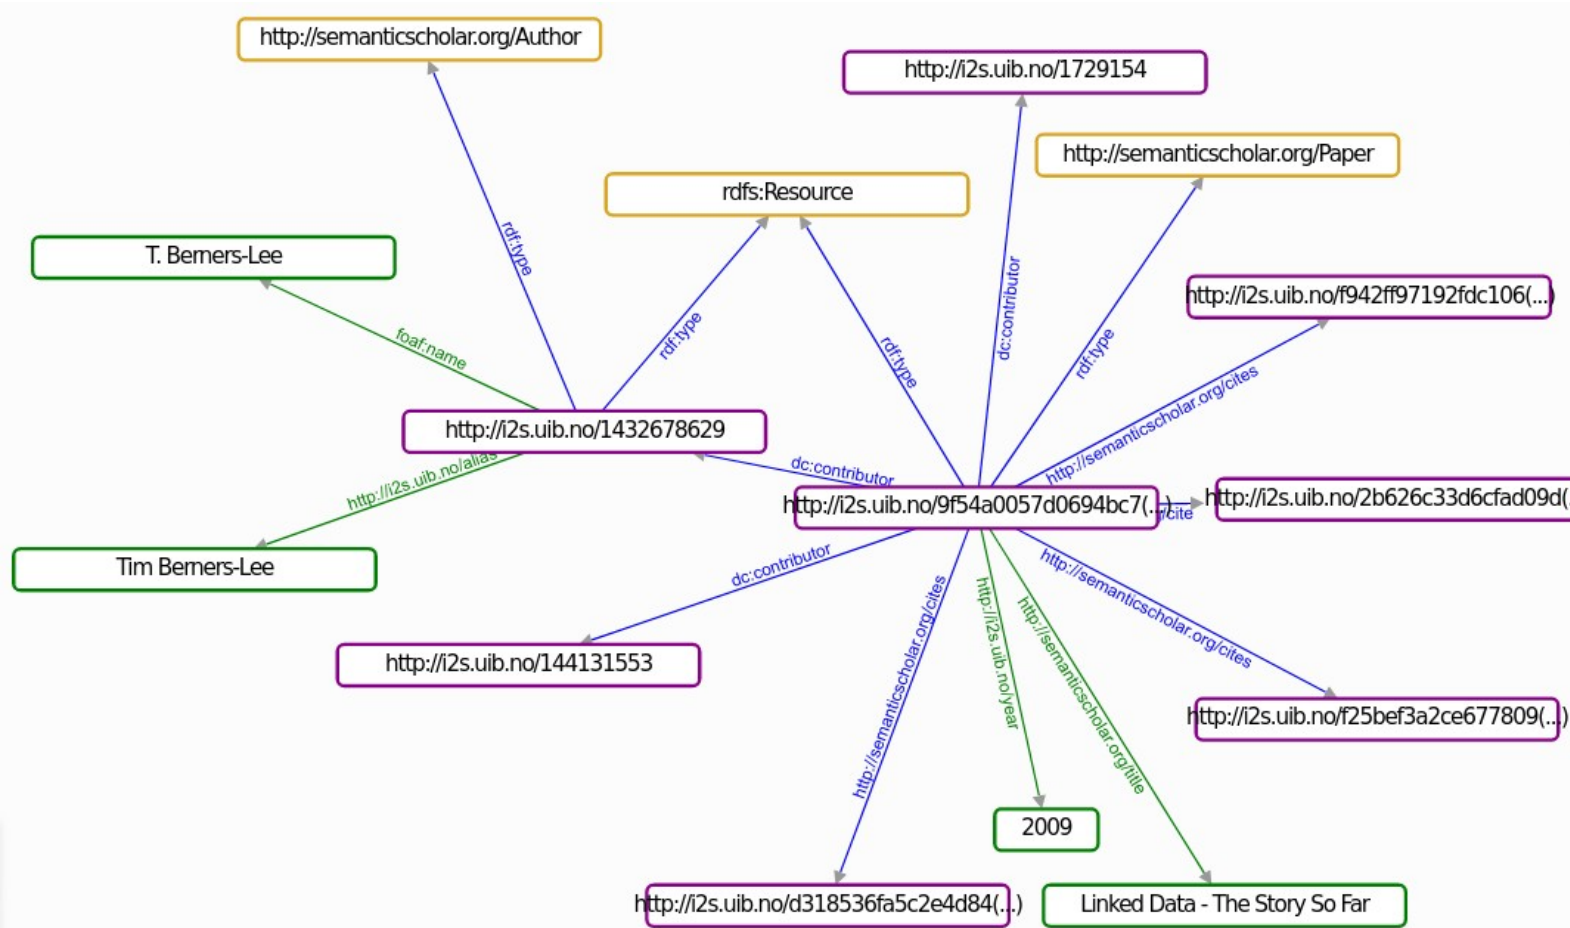 http://semanticscholar.org/Author
http://i2s.uib.no/1729154
http://semanticscholar.org/Paper
rdfs:Resource
rdf:type
T. Berners-Lee
dc:contributor
http://i2s.uib.no/f942ff97192fdc106(...)
foaf:name
rdf:type
rdf:type
rdf:type
http://semanticscholar.org/cites
http://i2s.uib.no/1432678629
http://i2s.uib.no/alias
dc:contributor
http://i2s.uib.no/9f54a0057d0694bc7(...)
/cite
http://i2s.uib.no/2b626c33d6cfad09d(.
Tim Berners-Lee
dc:contributor
http://semanticscholar.org/cites
http://i2s.uib.no/year
http://semanticscholar.org/title
http://semanticscholar.org/cites
http://i2s.uib.no/144131553
http://i2s.uib.no/f25bef3a2ce677809(...)
2009
http://i2s.uib.no/d318536fa5c2e4d84(...)
Linked Data - The Story So Far